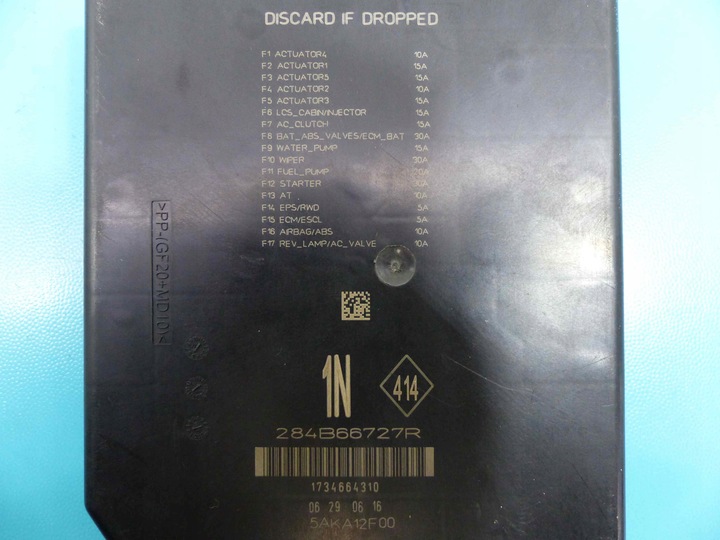 DISCARD IF DROPPED
F1 ACTUATOR4 10A
F2 ACTUATOR1 15A
F3 ACTUATOR5 15A
F4 ACTUATOR2 10A
F5 ACTUATOR3 15A
F6 LCS_CABIN/INJECTOR 15A
F7 AC_CLUTCH 15A
F8 BAT_ABS_VALVES/ECM_BAT 30A
F9 WATER_PUMP 15A
F10 WIPER 30A
F11 FUEL_PUMP 20A
F12 STARTER
F13 AT 10A
F14 EPS/RWD 5A
F15 ECM/ESCL 5A
F16 AIRBAG/ABS 10A
F17 REV_LAMP/AC_VALVE 10A
>PP-(GF20+MD10)<
1N
414
284B66727R
1734664310
06 29 06 16
5AKA12F00